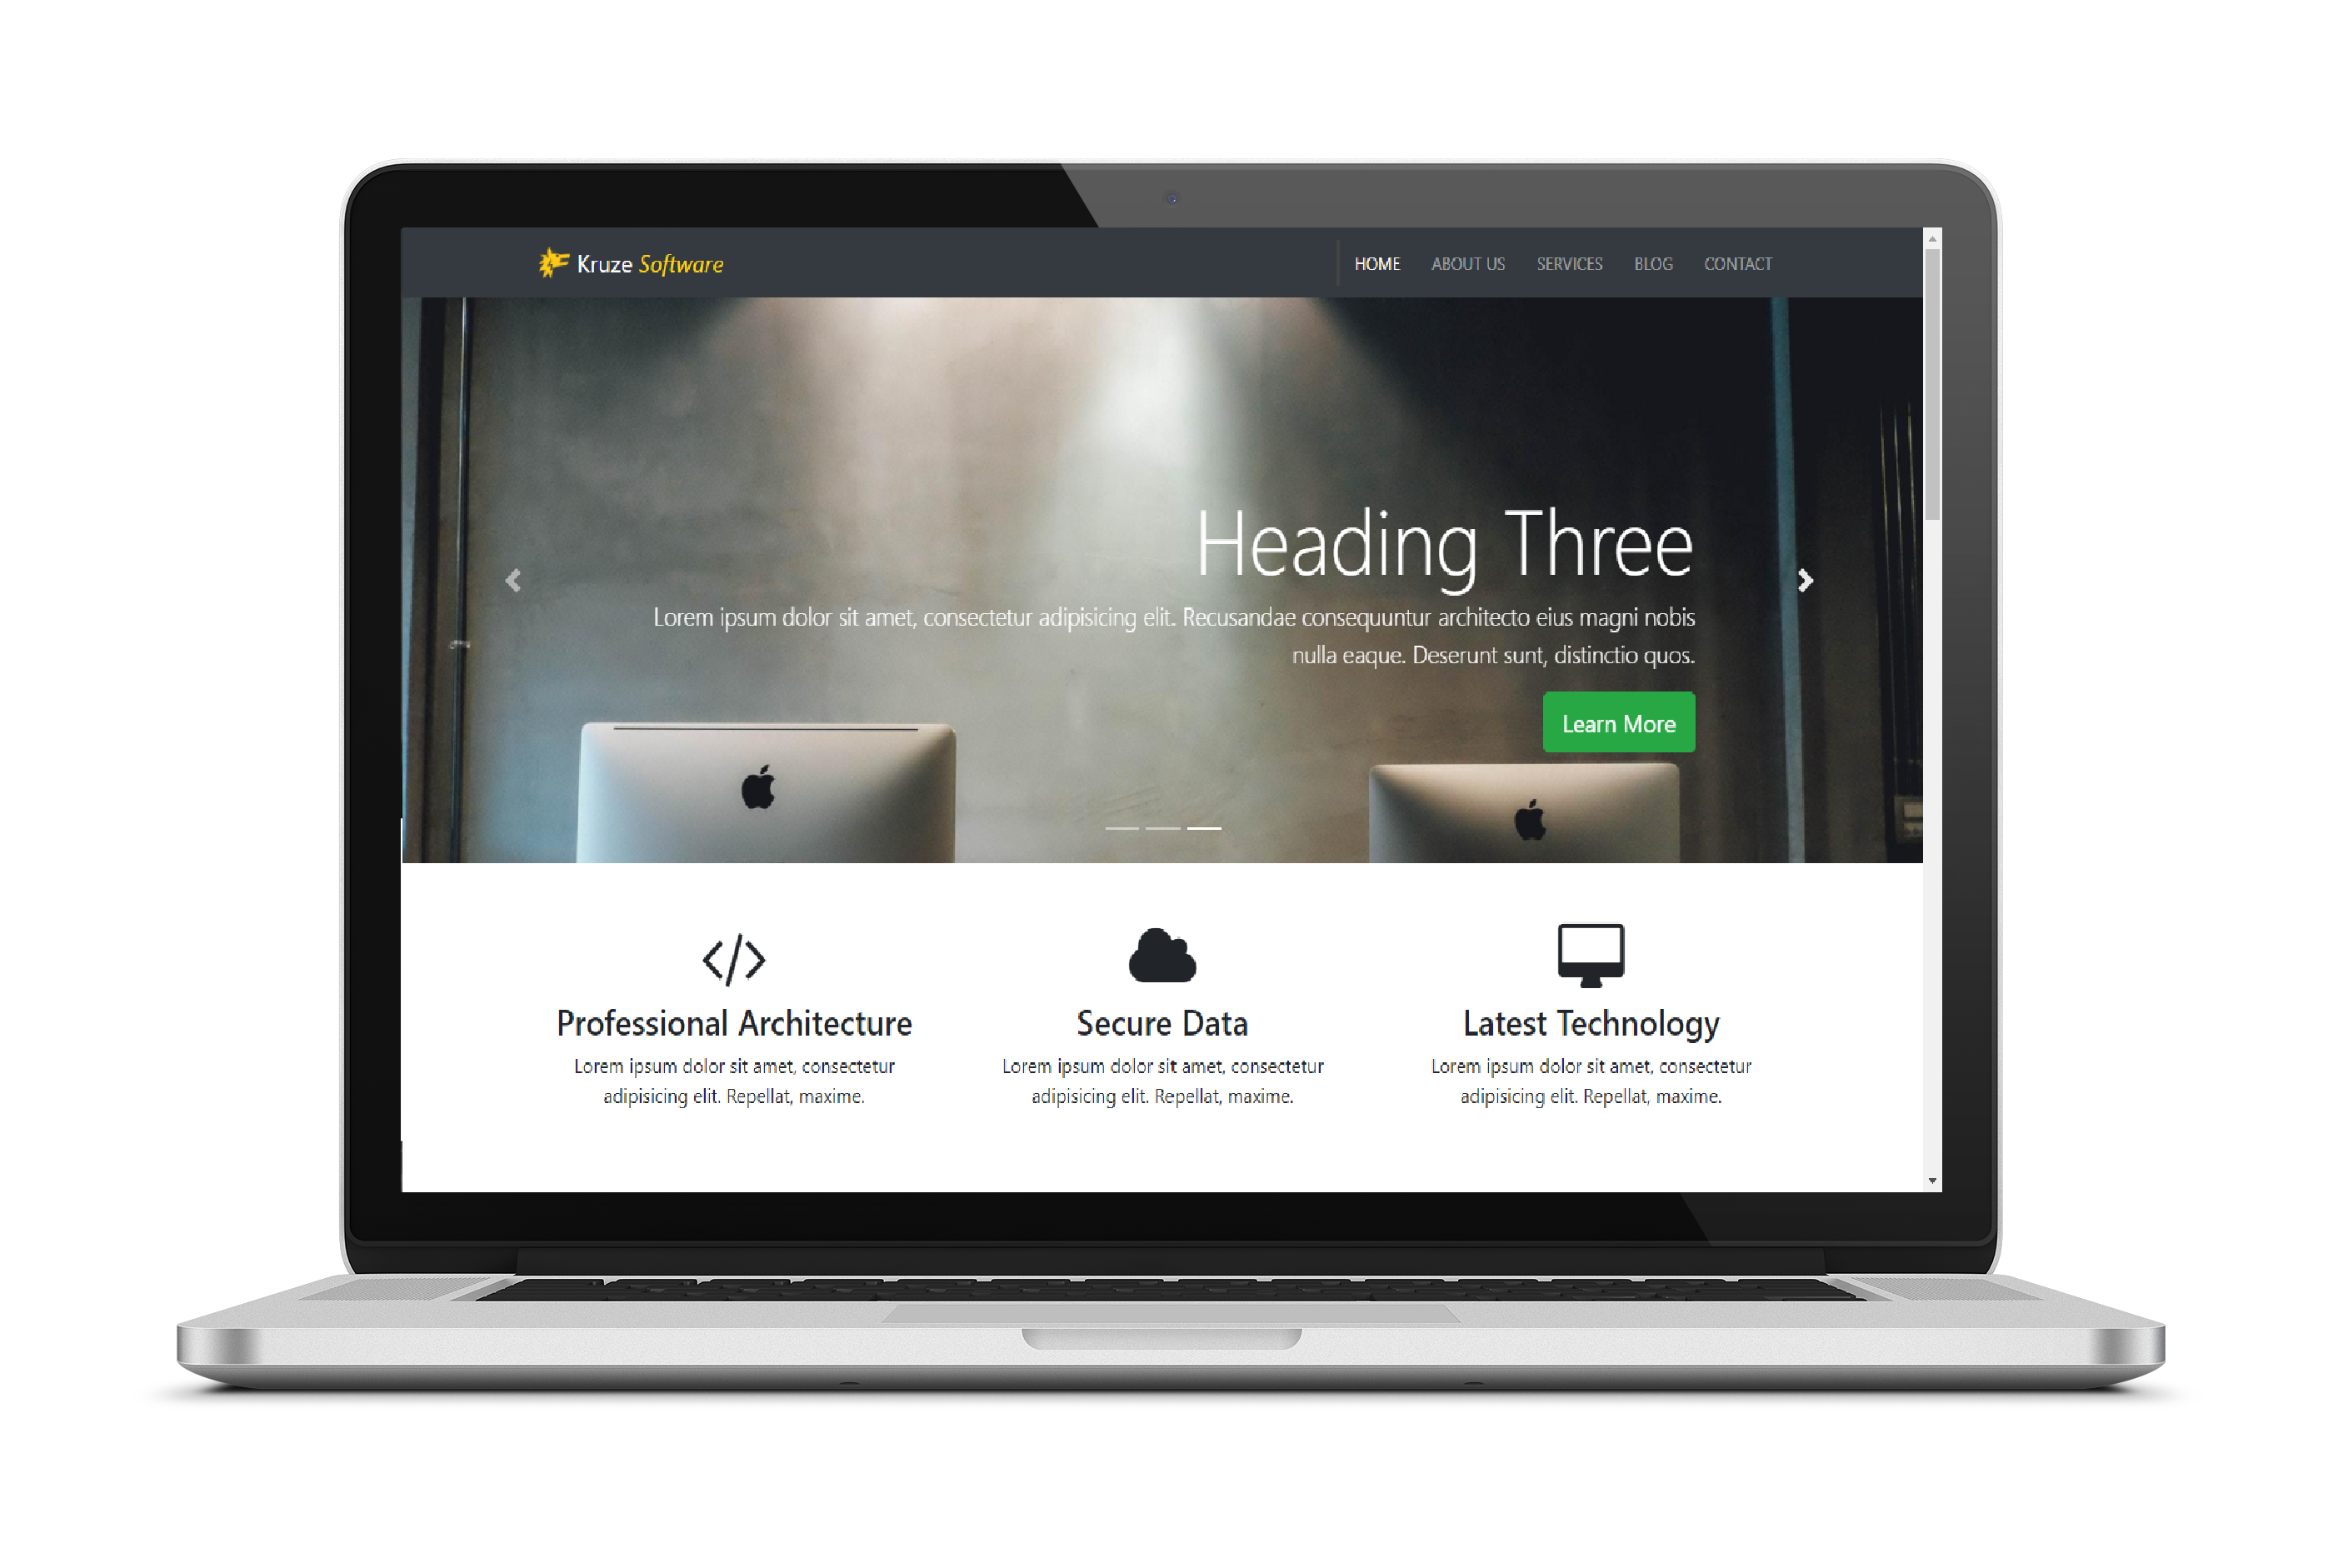 Kruze Software
HOME ABOUT US SERVICES BLOG CONTACT
Heading Three
Lorem ipsum dolor sit amet, consectetur adipisicing elit. Recusandae consequuntur architecto eius magni nobis
nulla eaque. Deserunt sunt, distinctio quos.
Learn More
Professional Architecture
Lorem ipsum dolor sit amet, consectetur
adipisicing elit. Repellat, maxime.
Secure Data
Lorem ipsum dolor sit amet, consectetur
adipisicing elit. Repellat, maxime.
Latest Technology
Lorem ipsum dolor sit amet, consectetur
adipisicing elit. Repellat, maxime.